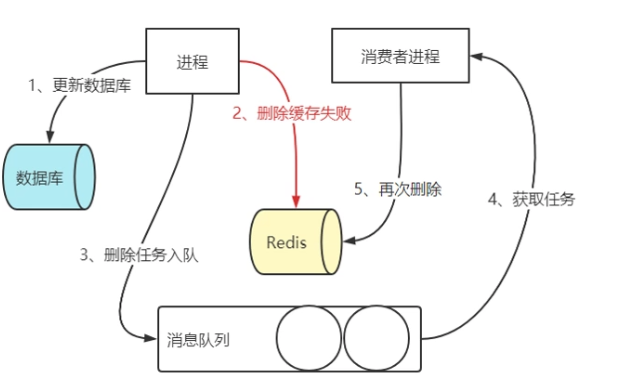 进程
消费者进程
1、更新数据库
2、删除缓存失败
数据库
5、再次删除
4、获取任务
Redis
3、删除任务入队
消息队列